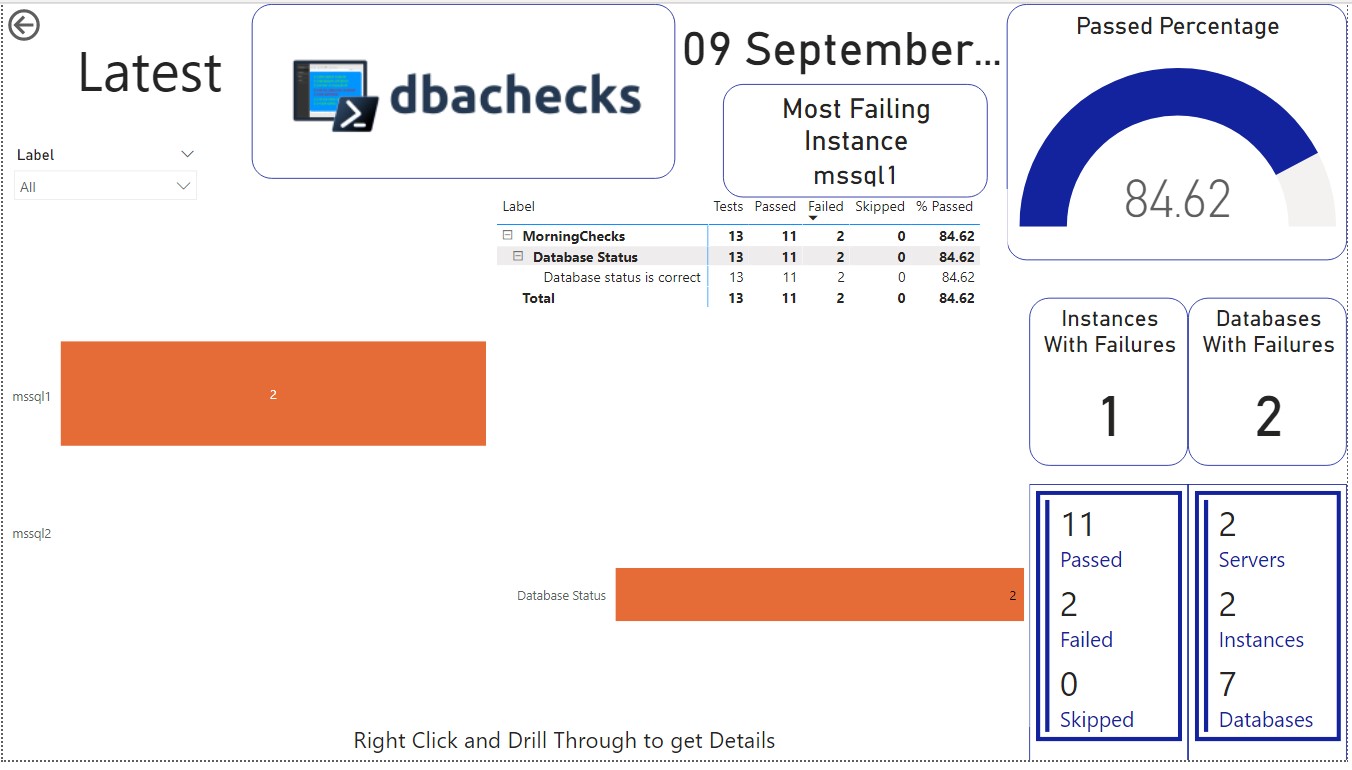 Latest
dbachecks
09 September...
Most Failing
Instance
mssql1
Passed Percentage
84.62
Label
All
Label Tests Passed Failed Skipped % Passed
MorningChecks 13 11 2 0 84.62
Database Status 13 11 2 0 84.62
Database status is correct 13 11 2 0 84.62
Total 13 11 2 0 84.62
Instances
With Failures
1
Databases
With Failures
2
mssql1 2
mssql2
Database Status 2
11
Passed
2
Failed
0
Skipped
2
Servers
2
Instances
7
Databases
Right Click and Drill Through to get Details